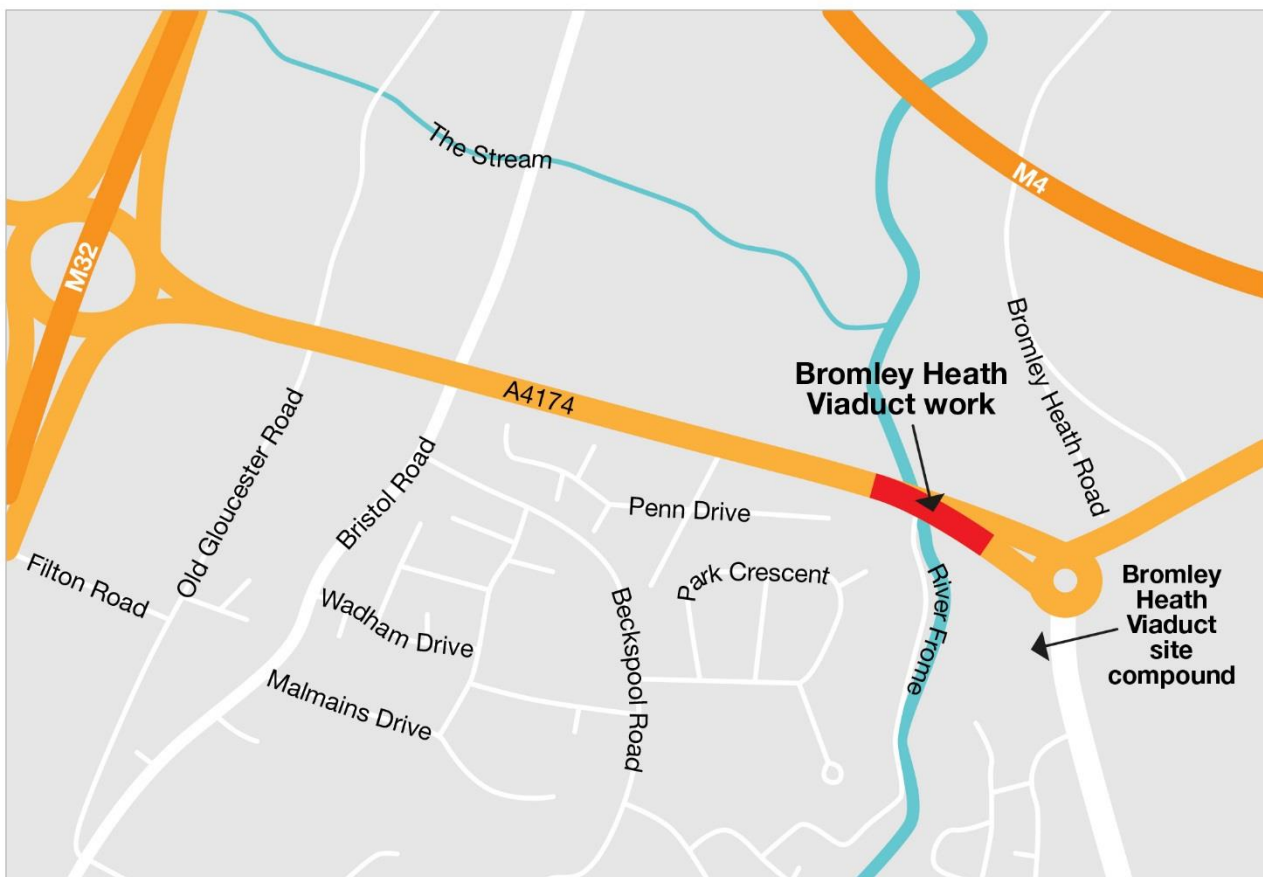 The Stream
M4
M32
Bromley Heath Road
Bromley Heath
Viaduct work
A4174
Old Gloucester Road
Bristol Road
Penn Drive
Filton Road
Park Crescent
Bromley
Heath
Viaduct
site
compound
Wadham Drive
Beckspool Road
River Frome
Malmains Drive